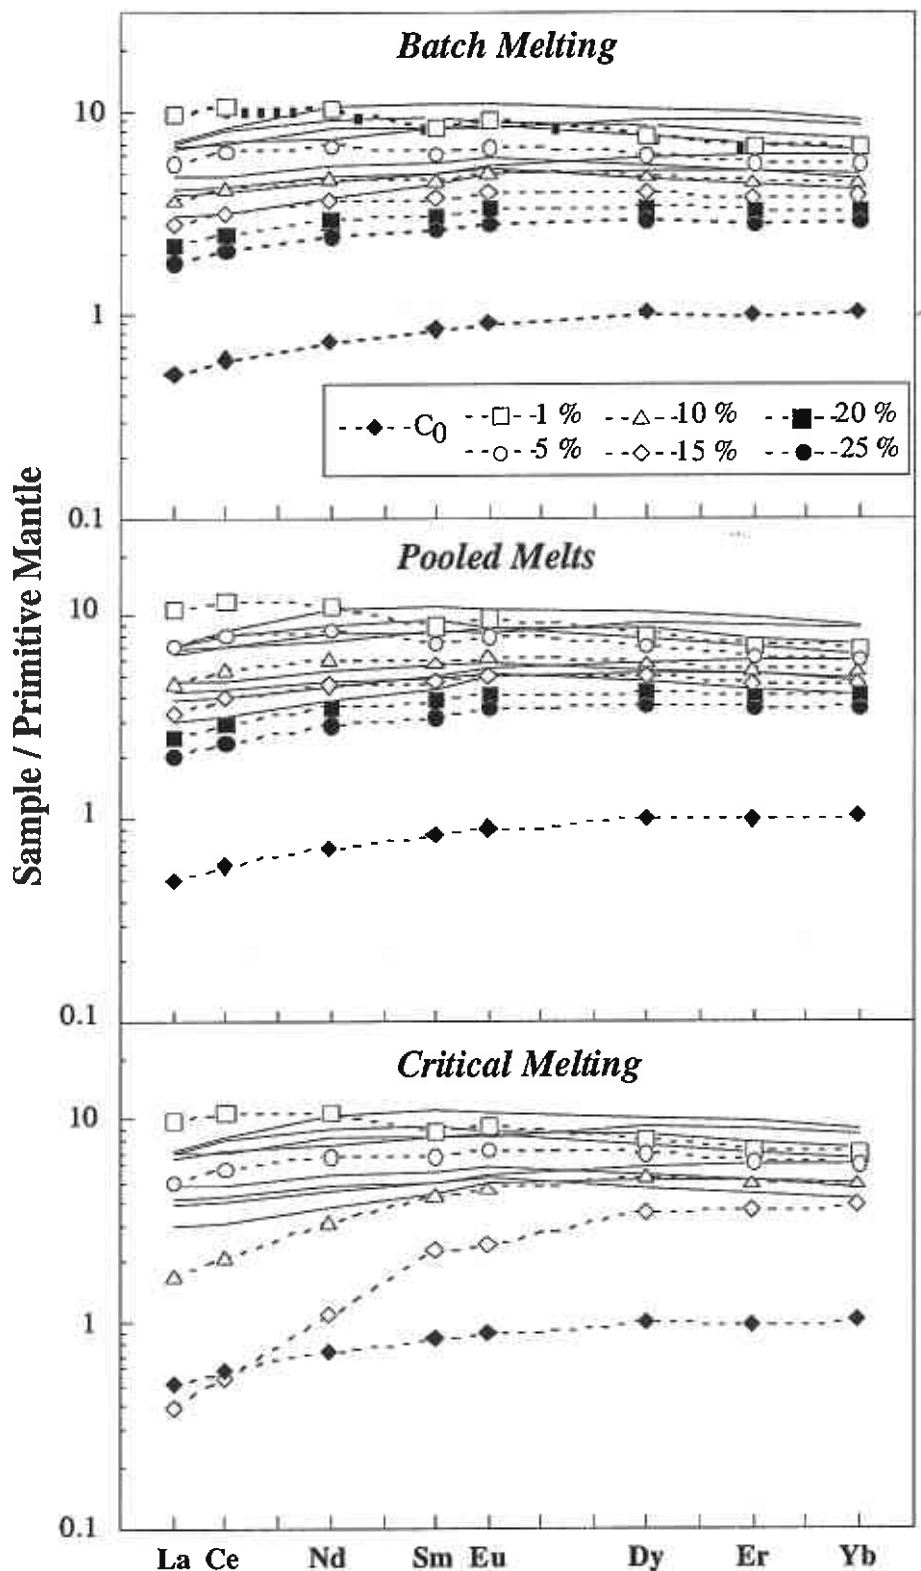 Batch Melting
10
1
C0 1 % 10 % 20 %
5 % 15 % 25 %
0.1
Sample / Primitive Mantle
Pooled Melts
10
1
0.1
Critical Melting
10
1
0.1
La Ce Nd Sm Eu Dy Er Yb